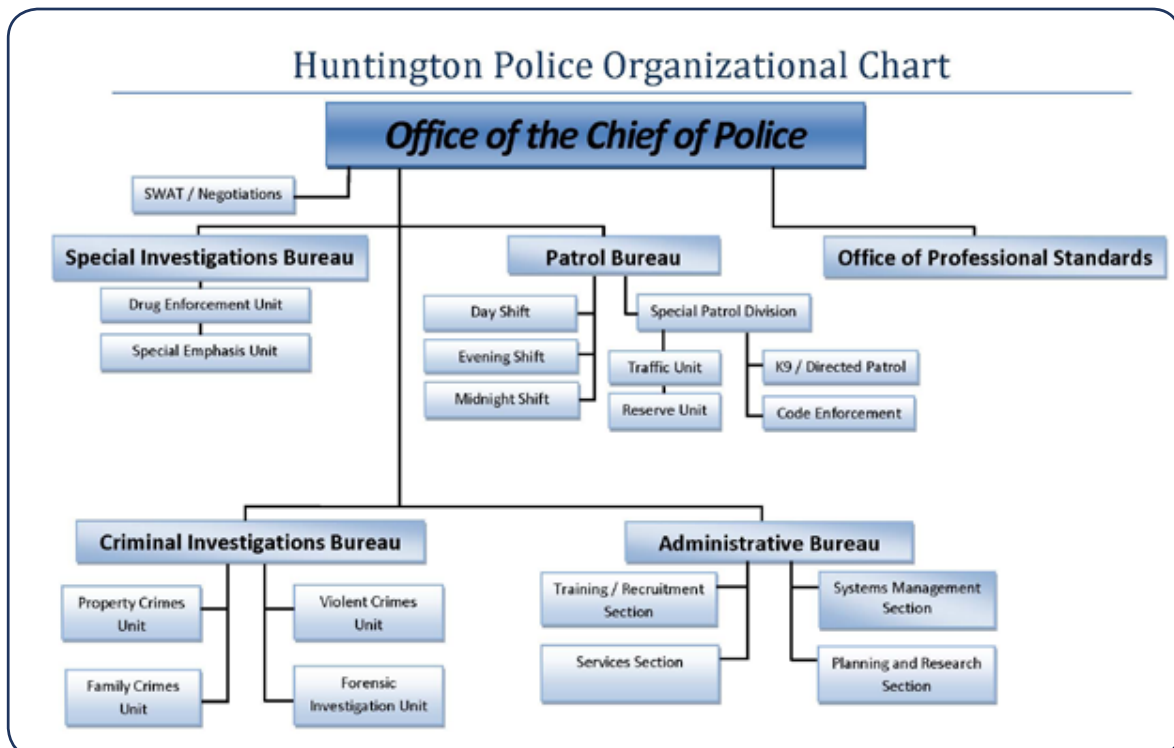 Huntington Police Organizational Chart
Office of the Chief of Police
SWAT / Negotiations
Special Investigations Bureau
Drug Enforcement Unit
Special Emphasis Unit
Patrol Bureau
Day Shift
Evening Shift
Midnight Shift
Special Patrol Division
Traffic Unit
Reserve Unit
K9 / Directed Patrol
Code Enforcement
Office of Professional Standards
Criminal Investigations Bureau
Property Crimes
Unit
Family Crimes
Unit
Violent Crimes
Unit
Forensic
Investigation Unit
Administrative Bureau
Training / Recruitment
Section
Services Section
Systems Management
Section
Planning and Research
Section